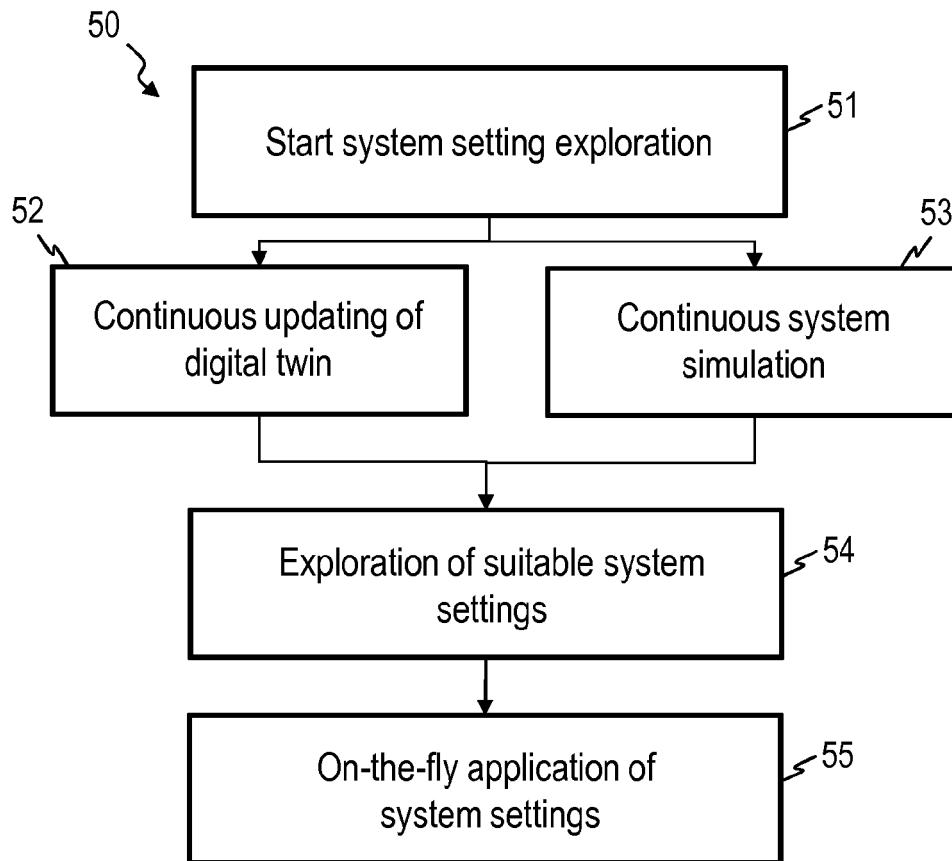 50
51
Start system setting exploration
52
53
Continuous updating of
digital twin
Continuous system
simulation
54
Exploration of suitable system
settings
55
On-the-fly application of
system settings